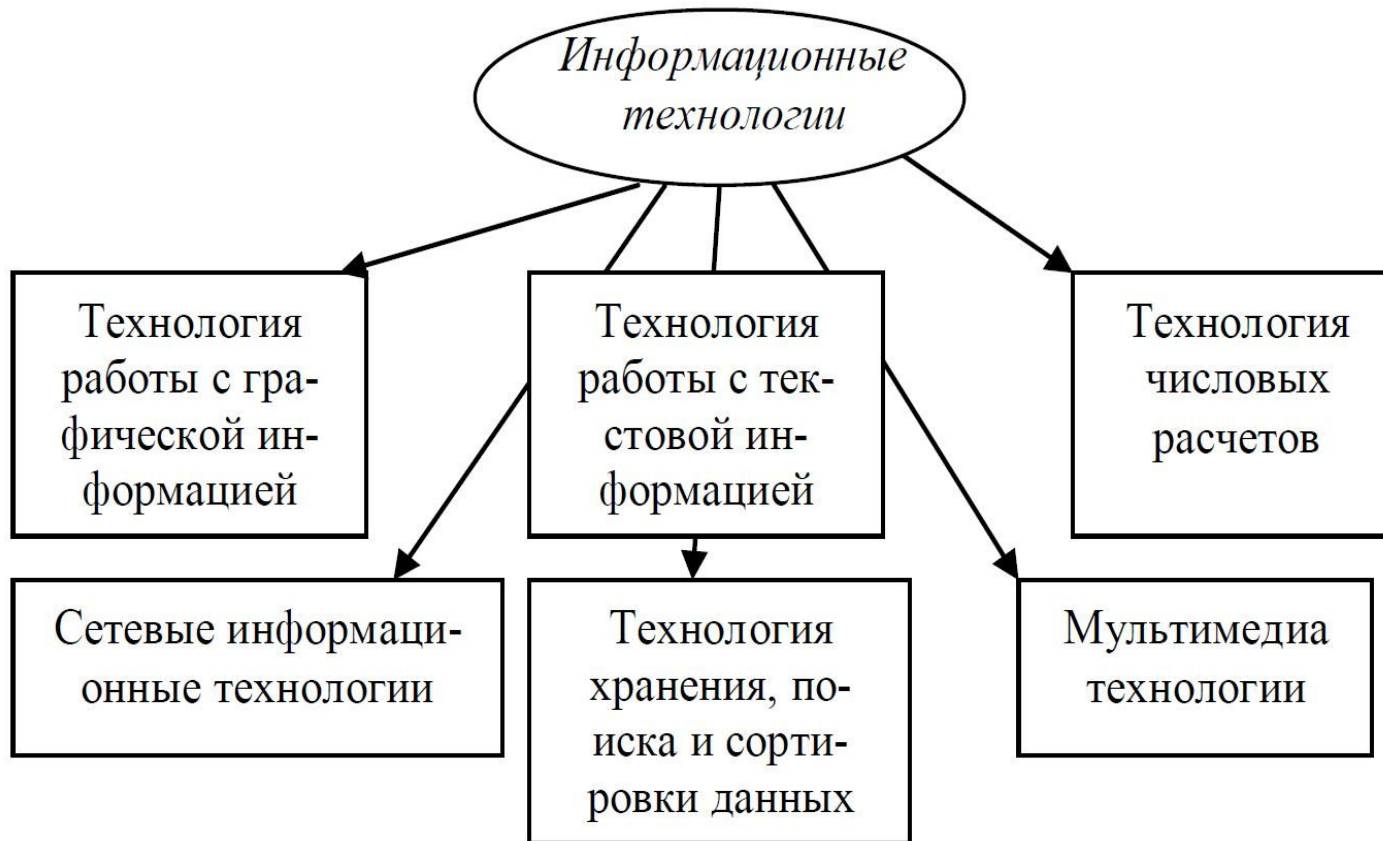 Информационные
технологии
Технология
работы с гра-
фической ин-
формацией
Технология
работы с тек-
стовой ин-
формацией
Технология
числовых
расчетов
Сетевые информаци-
онные технологии
Технология
хранения, по-
иска и сорти-
ровки данных
Мультимедиа
технологии